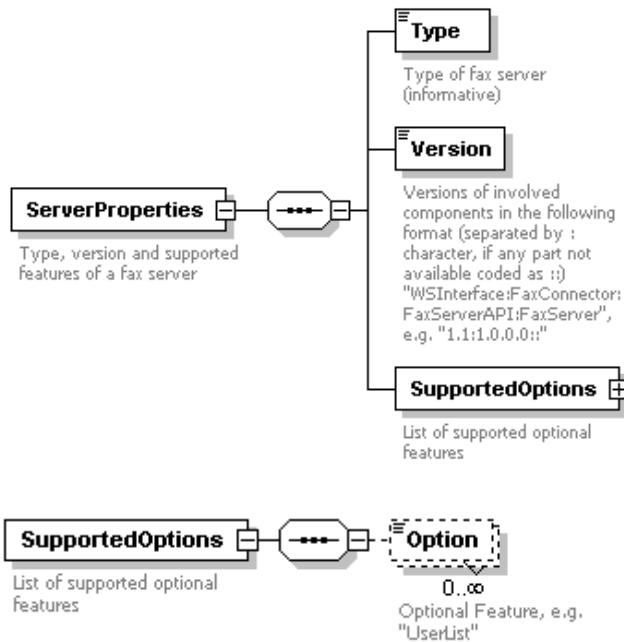 Type
Type of fax server
(informative)
Version
Versions of involved
components in the following
format (separated by :
character, if any part not
available coded as ::)
"WSInterface:FaxConnector:
FaxServerAPI:FaxServer",
e.g. "1.1:1.0.0.0::"
ServerProperties
Type, version and supported
features of a fax server
SupportedOptions
List of supported optional
features
SupportedOptions
List of supported optional
features
Option
0..∞
Optional Feature, e.g.
"UserList"